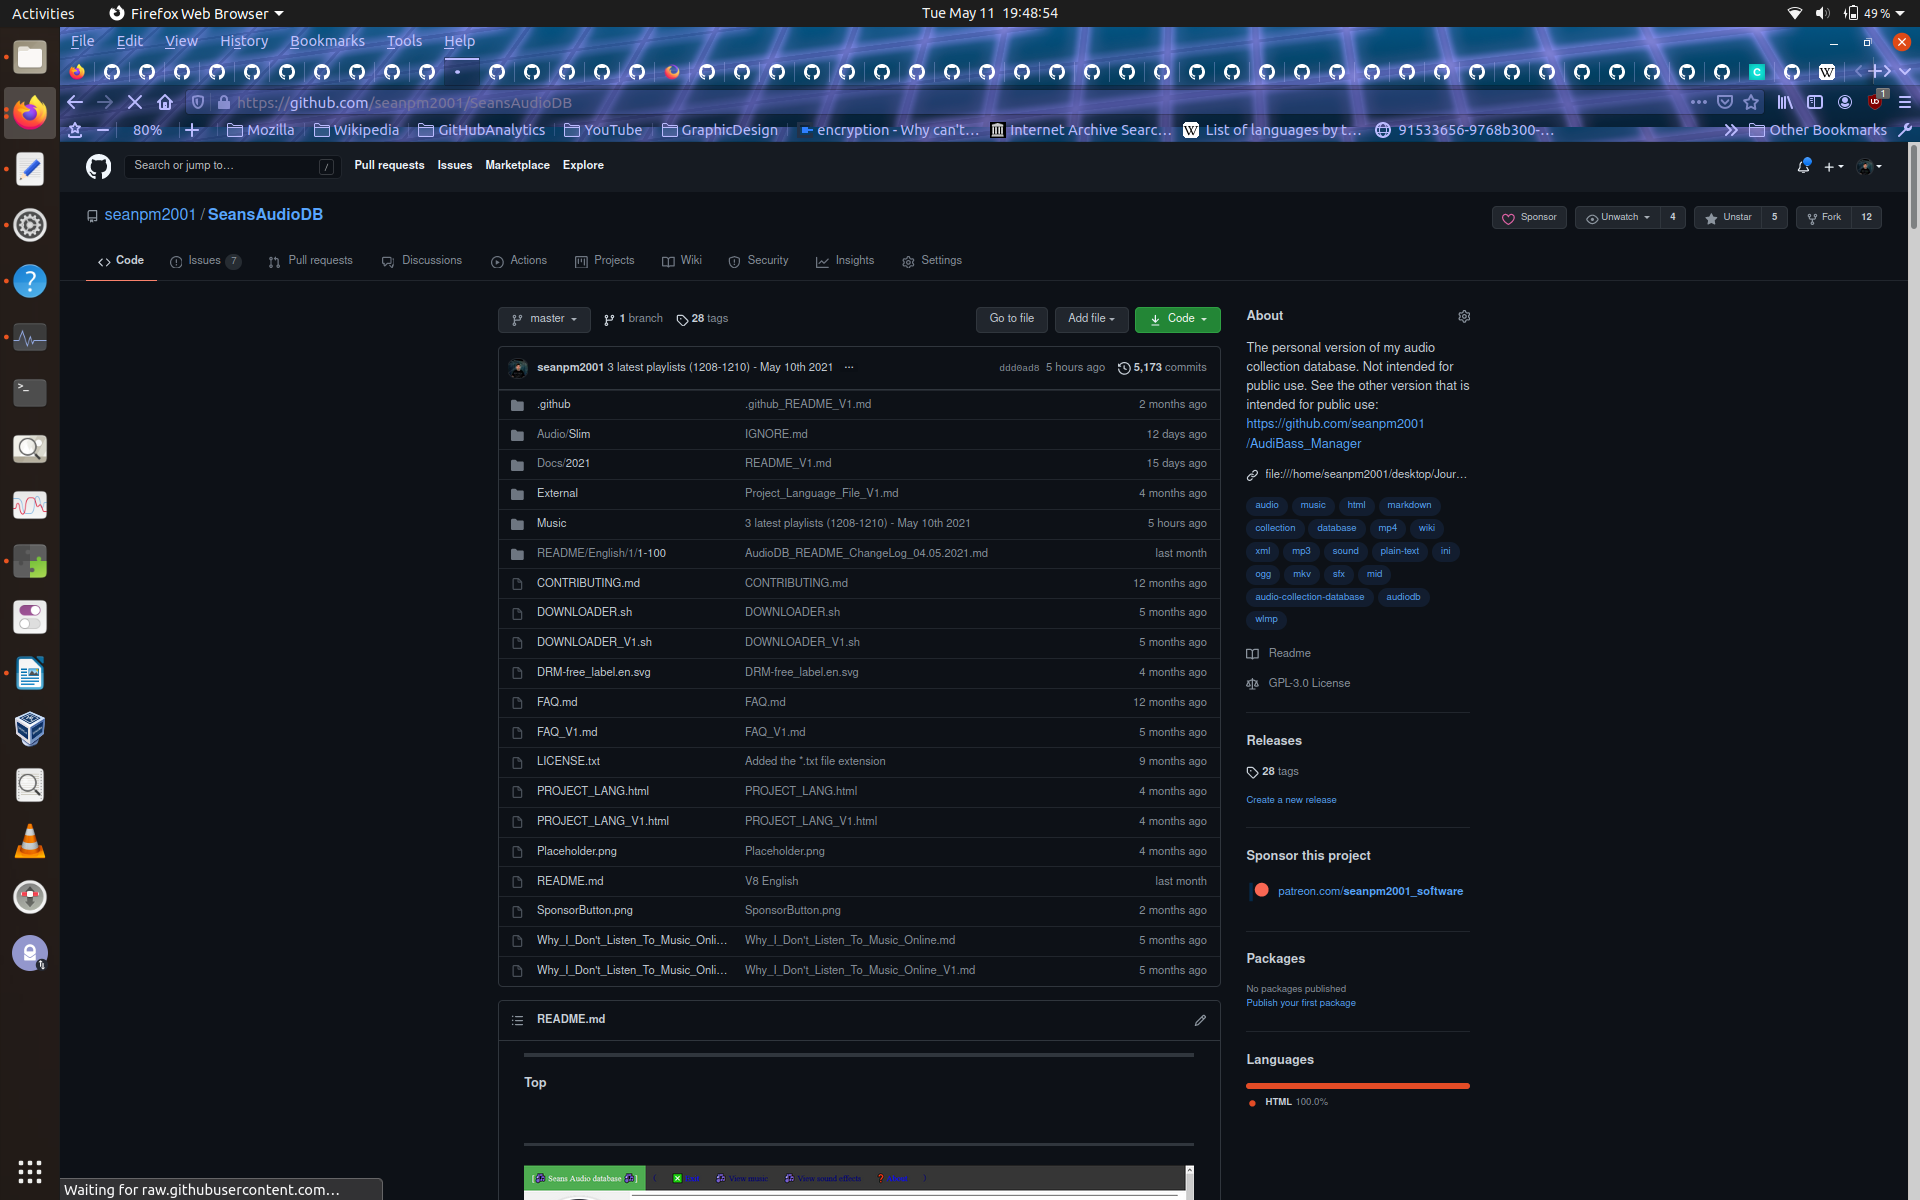 Activities Firefox Web Browser Tue May 11 19:48:54 49 %
File Edit View History Bookmarks Tools Help
https://github.com/seanpm2001/SeansAudioDB 1
80% Mozilla Wikipedia GitHubAnalytics YouTube GraphicDesign encryption - Why can't... Internet Archive Searc... List of languages by t... 91533656-9768b300-... Other Bookmarks
Search or jump to... / Pull requests Issues Marketplace Explore
seanpm2001 / SeansAudioDB Sponsor Unwatch 4 Unstar 5 Fork 12
Code Issues 7 Pull requests Discussions Actions Projects Wiki Security Insights Settings
master 1 branch 28 tags Go to file Add file Code
seanpm2001 3 latest playlists (1208-1210) - May 10th 2021 ... ddd0ad8 5 hours ago 5,173 commits
.github .github_README_V1.md 2 months ago
Audio/Slim IGNORE.md 12 days ago
Docs/2021 README_V1.md 15 days ago
External Project_Language_File_V1.md 4 months ago
Music 3 latest playlists (1208-1210) - May 10th 2021 5 hours ago
README/English/1/1-100 AudioDB_README_ChangeLog_04.05.2021.md last month
CONTRIBUTING.md CONTRIBUTING.md 12 months ago
DOWNLOADER.sh DOWNLOADER.sh 5 months ago
DOWNLOADER_V1.sh DOWNLOADER_V1.sh 5 months ago
DRM-free_label.en.svg DRM-free_label.en.svg 4 months ago
FAQ.md FAQ.md 12 months ago
FAQ_V1.md FAQ_V1.md 5 months ago
LICENSE.txt Added the *.txt file extension 9 months ago
PROJECT_LANG.html PROJECT_LANG.html 4 months ago
PROJECT_LANG_V1.html PROJECT_LANG_V1.html 4 months ago
Placeholder.png Placeholder.png 4 months ago
README.md V8 English last month
SponsorButton.png SponsorButton.png 2 months ago
Why_I_Don't_Listen_To_Music_Onli... Why_I_Don't_Listen_To_Music_Online.md 5 months ago
Why_I_Don't_Listen_To_Music_Onli... Why_I_Don't_Listen_To_Music_Online_V1.md 5 months ago
README.md
Top
Seans Audio database View music View sound effects About
About
The personal version of my audio
collection database. Not intended for
public use. See the other version that is
intended for public use:
https://github.com/seanpm2001
/AudiBass_Manager
file:///home/seanpm2001/desktop/Jour...
audio music html markdown
collection database mp4 wiki
xml mp3 sound plain-text ini
ogg mkv sfx mid
audio-collection-database audiodb
wlmp
Readme
GPL-3.0 License
Releases
28 tags
Create a new release
Sponsor this project
patreon.com/seanpm2001_software
Packages
No packages published
Publish your first package
Languages
HTML 100.0%
Waiting for raw.githubusercontent.com...